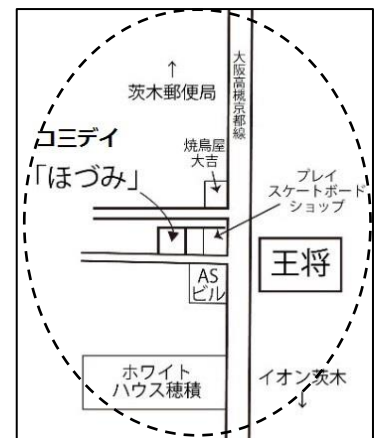 ↑
茨木郵便局
大阪高槻京都線
コミデイ
「ほづみ」
焼鳥屋
大吉
プレイ
スケートボード
ショップ
王将
AS
ビル
ホワイト
ハウス穂積
イオン茨木
↓